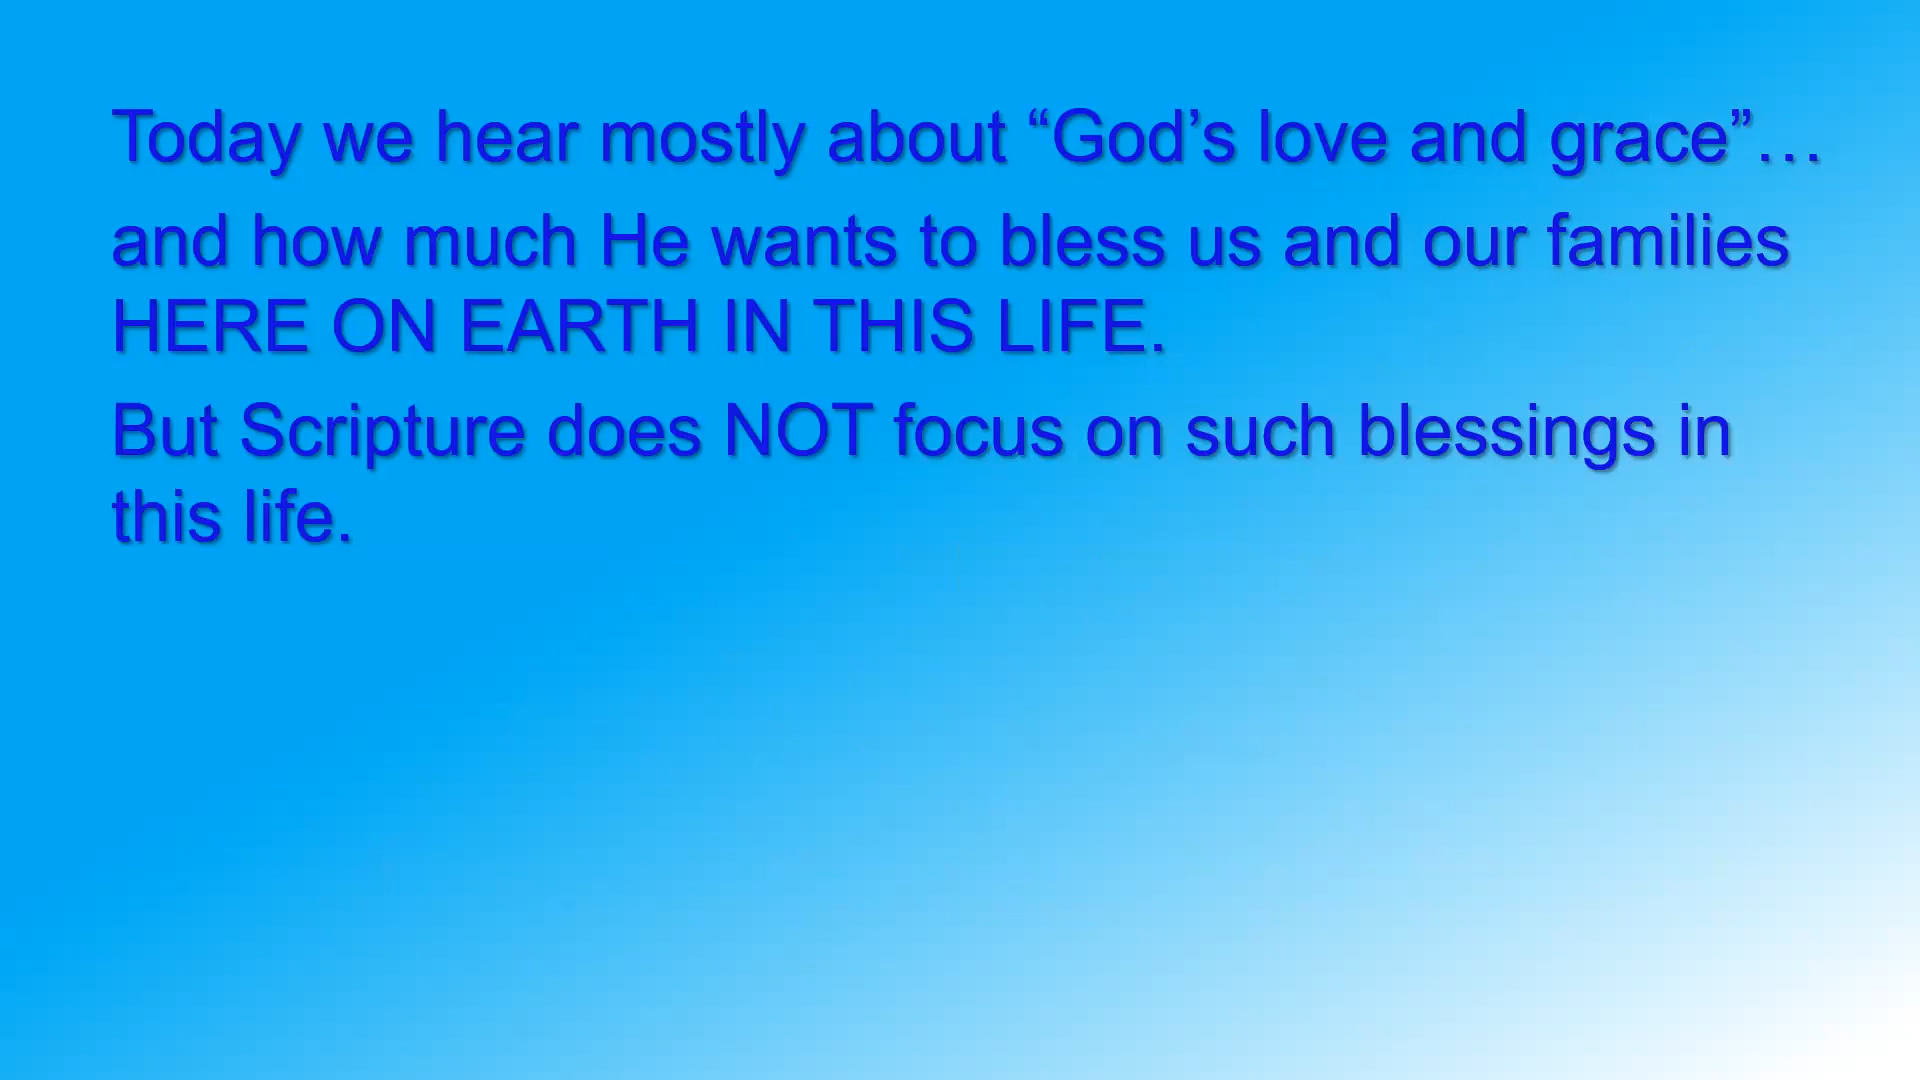 Today we hear mostly about “God’s love and grace”…
and how much He wants to bless us and our families
HERE ON EARTH IN THIS LIFE.
But Scripture does NOT focus on such blessings in
this life.